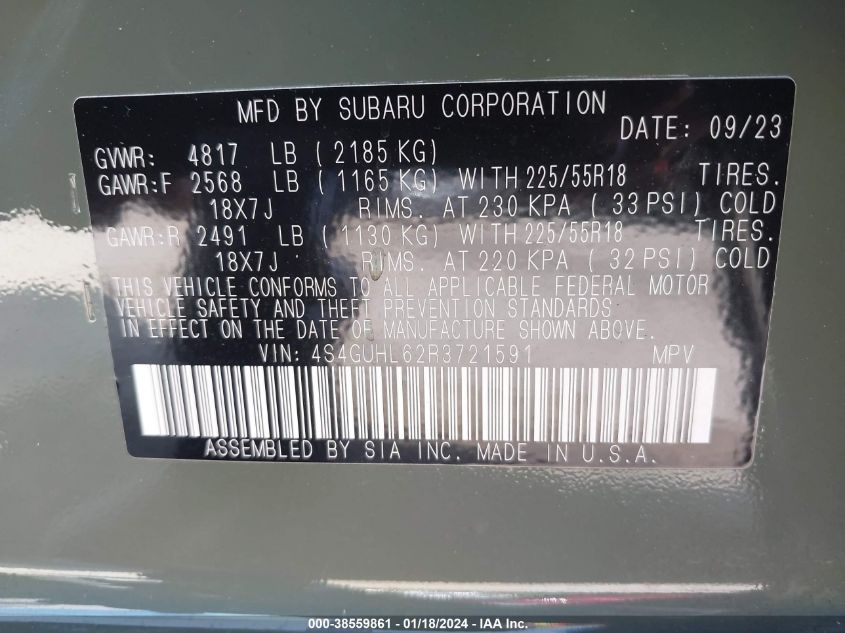 MFD BY SUBARU CORPORATION
DATE: 09/23
GVWR: 4817 LB ( 2185 KG)
GAWR:F 2568 LB ( 1165 KG) WITH 225/55R18 TIRES.
18X7J RIMS. AT 230 KPA ( 33 PSI) COLD
GAWR:R 2491 LB ( 1130 KG) WITH 225/55R18 TIRES.
18X7J RIMS. AT 220 KPA ( 32 PSI) COLD
THIS VEHICLE CONFORMS TO ALL APPLICABLE FEDERAL MOTOR
VEHICLE SAFETY AND THEFT PREVENTION STANDARDS
IN EFFECT ON THE DATE OF MANUFACTURE SHOWN ABOVE.
VIN: 4S4GUHL62R3721591 MPV
ASSEMBLED BY SIA INC. MADE IN U.S.A.
000-38559861 - 01/18/2024 - IAA Inc.